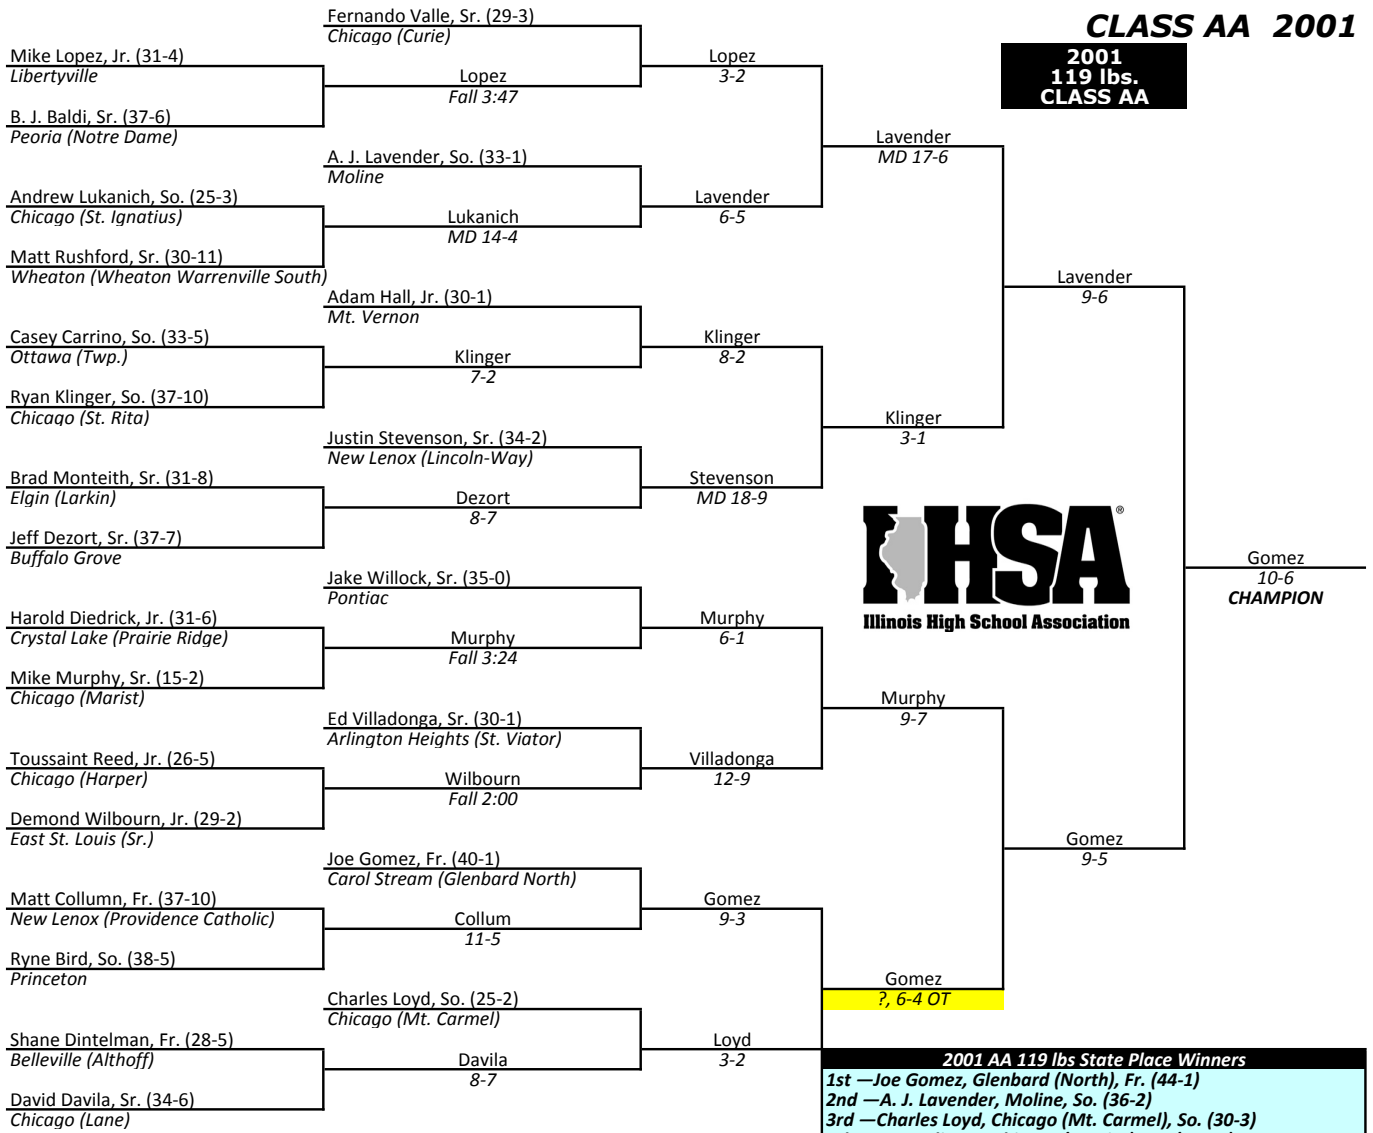 CLASS AA  2001
2001
119 lbs.
CLASS AA
Mike Lopez, Jr. (31-4)
Libertyville
B. J. Baldi, Sr. (37-6)
Peoria (Notre Dame)
Andrew Lukanich, So. (25-3)
Chicago (St. Ignatius)
Matt Rushford, Sr. (30-11)
Wheaton (Wheaton Warrenville South)
Casey Carrino, So. (33-5)
Ottawa (Twp.)
Ryan Klinger, So. (37-10)
Chicago (St. Rita)
Brad Monteith, Sr. (31-8)
Elgin (Larkin)
Jeff Dezort, Sr. (37-7)
Buffalo Grove
Harold Diedrick, Jr. (31-6)
Crystal Lake (Prairie Ridge)
Mike Murphy, Sr. (15-2)
Chicago (Marist)
Toussaint Reed, Jr. (26-5)
Chicago (Harper)
Demond Wilbourn, Jr. (29-2)
East St. Louis (Sr.)
Matt Collumn, Fr. (37-10)
New Lenox (Providence Catholic)
Ryne Bird, So. (38-5)
Princeton
Shane Dintelman, Fr. (28-5)
Belleville (Althoff)
David Davila, Sr. (34-6)
Chicago (Lane)
Fernando Valle, Sr. (29-3)
Chicago (Curie)
Lopez
Fall 3:47
A. J. Lavender, So. (33-1)
Moline
Lukanich
MD 14-4
Adam Hall, Jr. (30-1)
Mt. Vernon
Klinger
7-2
Justin Stevenson, Sr. (34-2)
New Lenox (Lincoln-Way)
Dezort
8-7
Jake Willock, Sr. (35-0)
Pontiac
Murphy
Fall 3:24
Ed Villadonga, Sr. (30-1)
Arlington Heights (St. Viator)
Wilbourn
Fall 2:00
Joe Gomez, Fr. (40-1)
Carol Stream (Glenbard North)
Collum
11-5
Charles Loyd, So. (25-2)
Chicago (Mt. Carmel)
Davila
8-7
Lopez
3-2
Lavender
6-5
Klinger
8-2
Stevenson
MD 18-9
Murphy
6-1
Villadonga
12-9
Gomez
9-3
Loyd
3-2
Lavender
MD 17-6
Klinger
3-1
Murphy
9-7
Gomez
?, 6-4 OT
Lavender
9-6
Gomez
9-5
Gomez
10-6
CHAMPION
IHSA®
Illinois High School Association
2001 AA 119 lbs State Place Winners
1st —Joe Gomez, Glenbard (North), Fr. (44-1)
2nd —A. J. Lavender, Moline, So. (36-2)
3rd —Charles Loyd, Chicago (Mt. Carmel), So. (30-3)